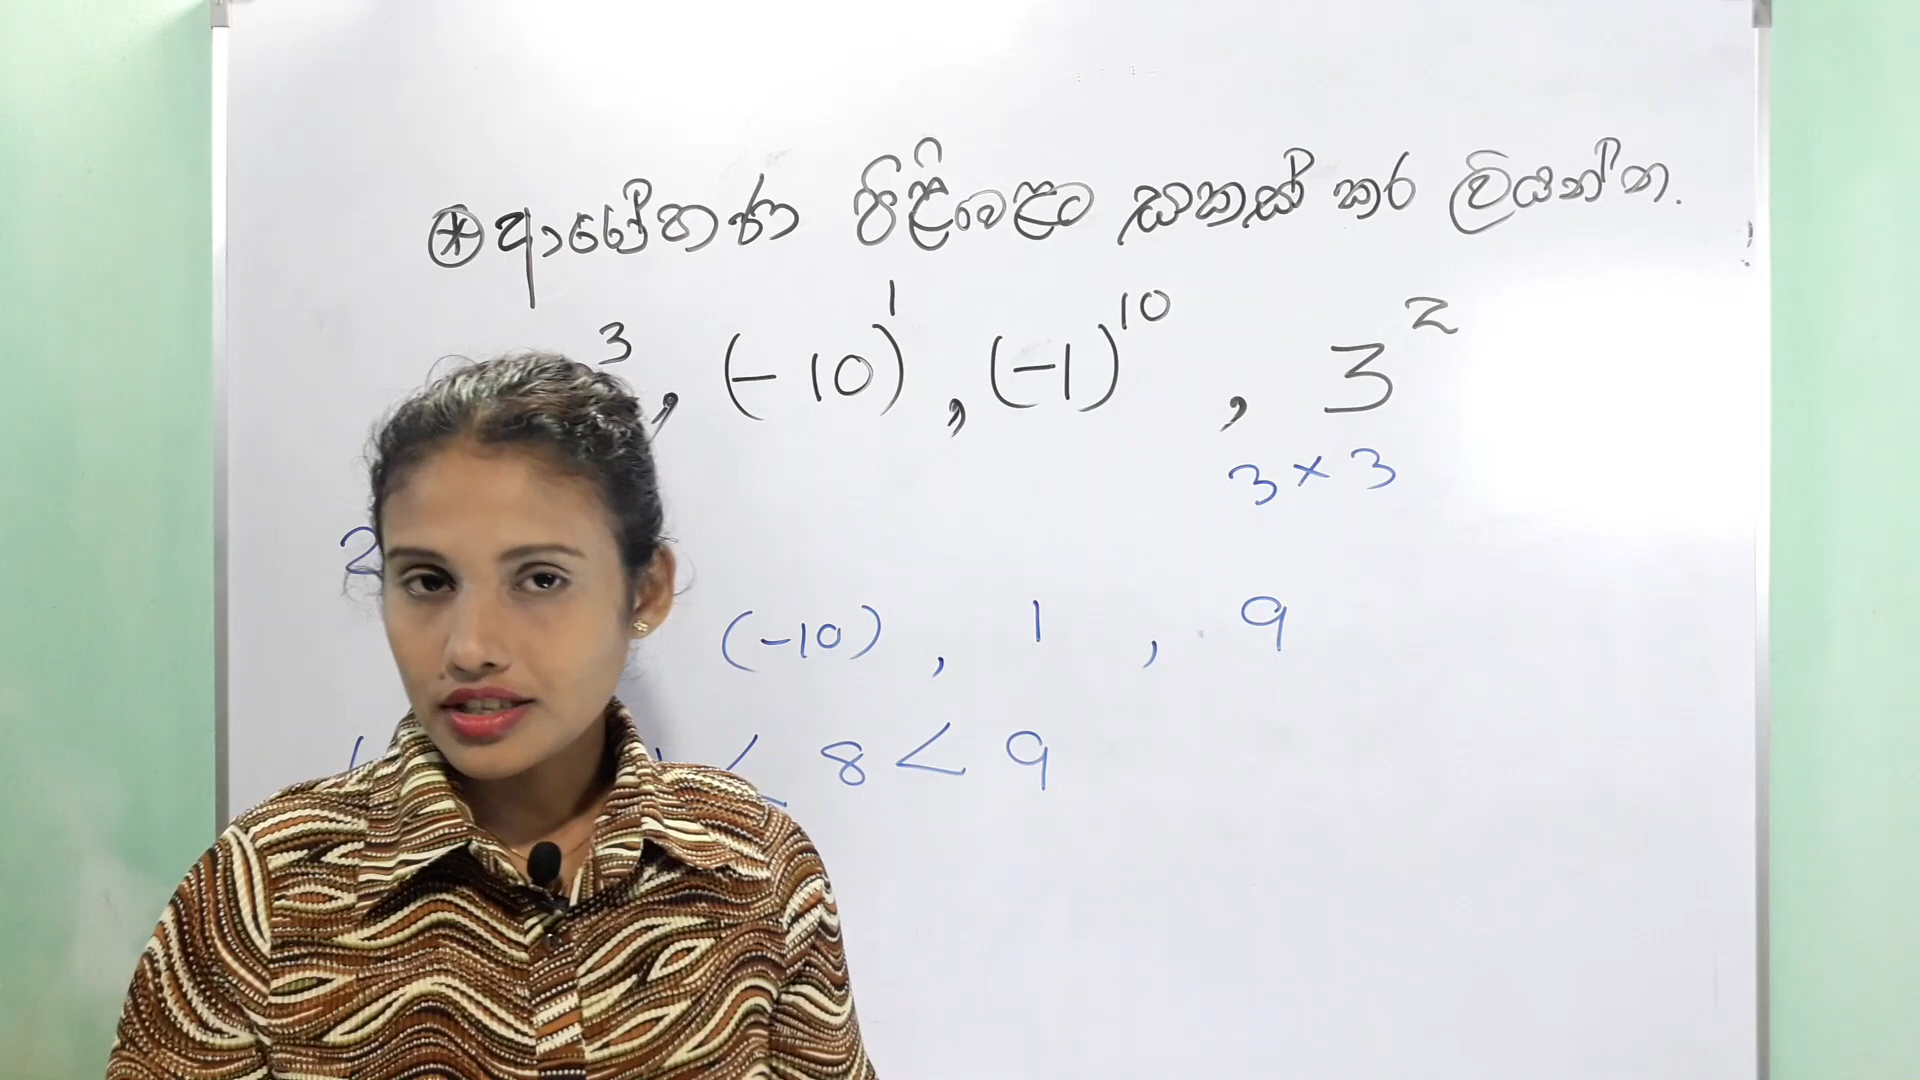 ⊛ ආරෝහණ පිළිවෙළට සකස් කර ලියන්න.
³, (-10)¹, (-1)¹⁰, 3²
3 × 3
2
(-10), 1, 9
< 8 < 9